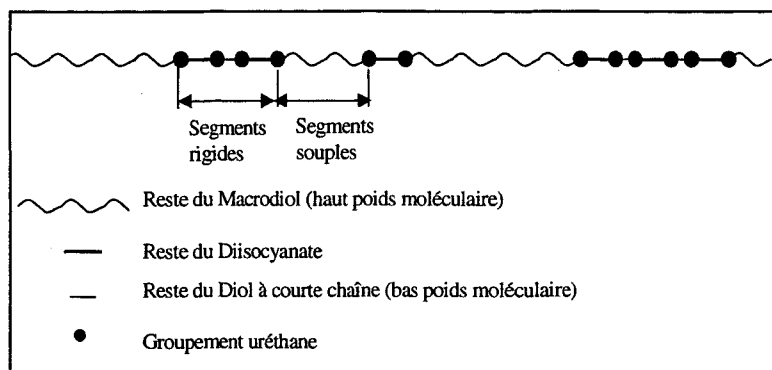 Segments
rigides
Segments
souples
Reste du Macrodiol (haut poids moléculaire)
Reste du Diisocyanate
Reste du Diol à courte chaîne (bas poids moléculaire)
Groupement uréthane